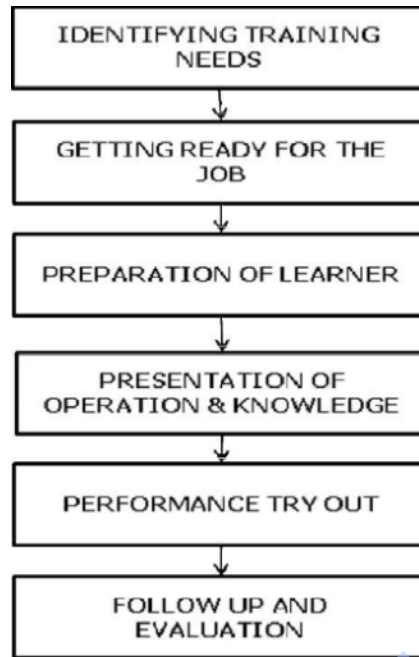 IDENTIFYING TRAINING
NEEDS
GETTING READY FOR THE
JOB
PREPARATION OF LEARNER
PRESENTATION OF
OPERATION & KNOWLEDGE
PERFORMANCE TRY OUT
FOLLOW UP AND
EVALUATION